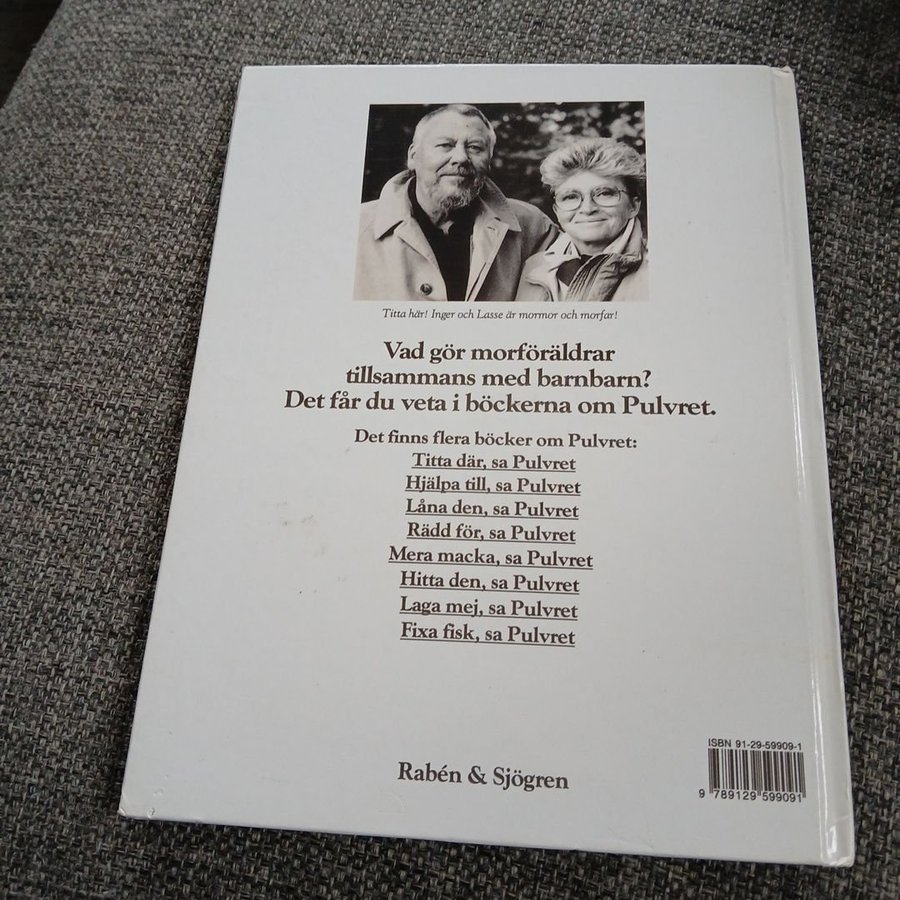 Titta här! Inger och Lasse är mormor och morfar!
Vad gör morföräldrar
tillsammans med barnbarn?
Det får du veta i böckerna om Pulvret.
Det finns flera böcker om Pulvret:
Titta där, sa Pulvret
Hjälpa till, sa Pulvret
Låna den, sa Pulvret
Rädd för, sa Pulvret
Mera macka, sa Pulvret
Hitta den, sa Pulvret
Laga mej, sa Pulvret
Fixa fisk, sa Pulvret
Rabén & Sjögren
ISBN 91-29-59909-1
9 789129 599091